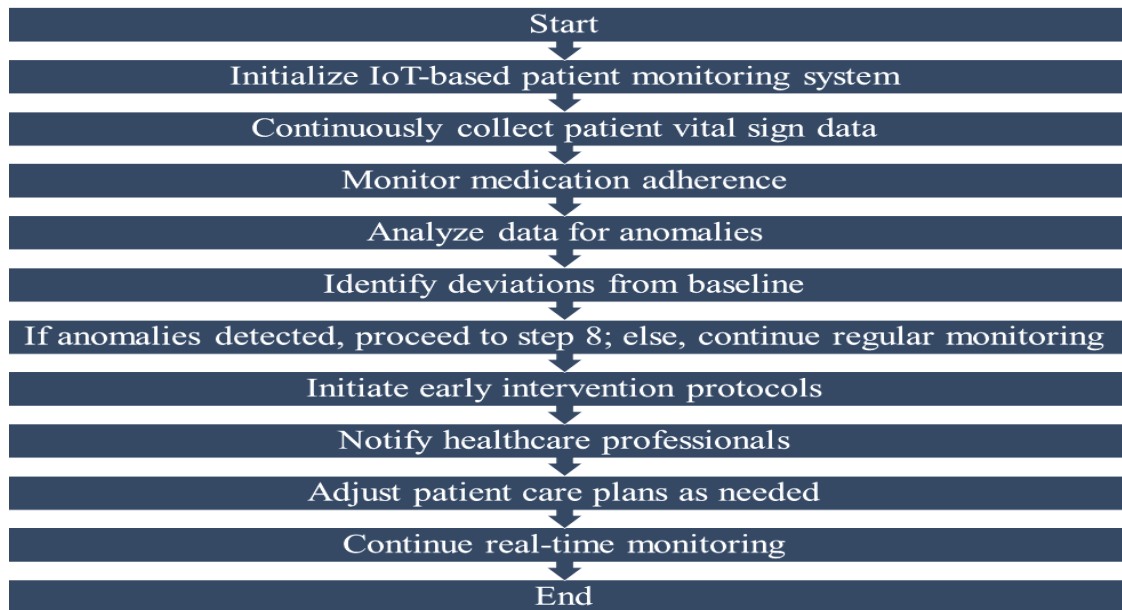 Start
Initialize IoT-based patient monitoring system
Continuously collect patient vital sign data
Monitor medication adherence
Analyze data for anomalies
Identify deviations from baseline
If anomalies detected, proceed to step 8; else, continue regular monitoring
Initiate early intervention protocols
Notify healthcare professionals
Adjust patient care plans as needed
Continue real-time monitoring
End